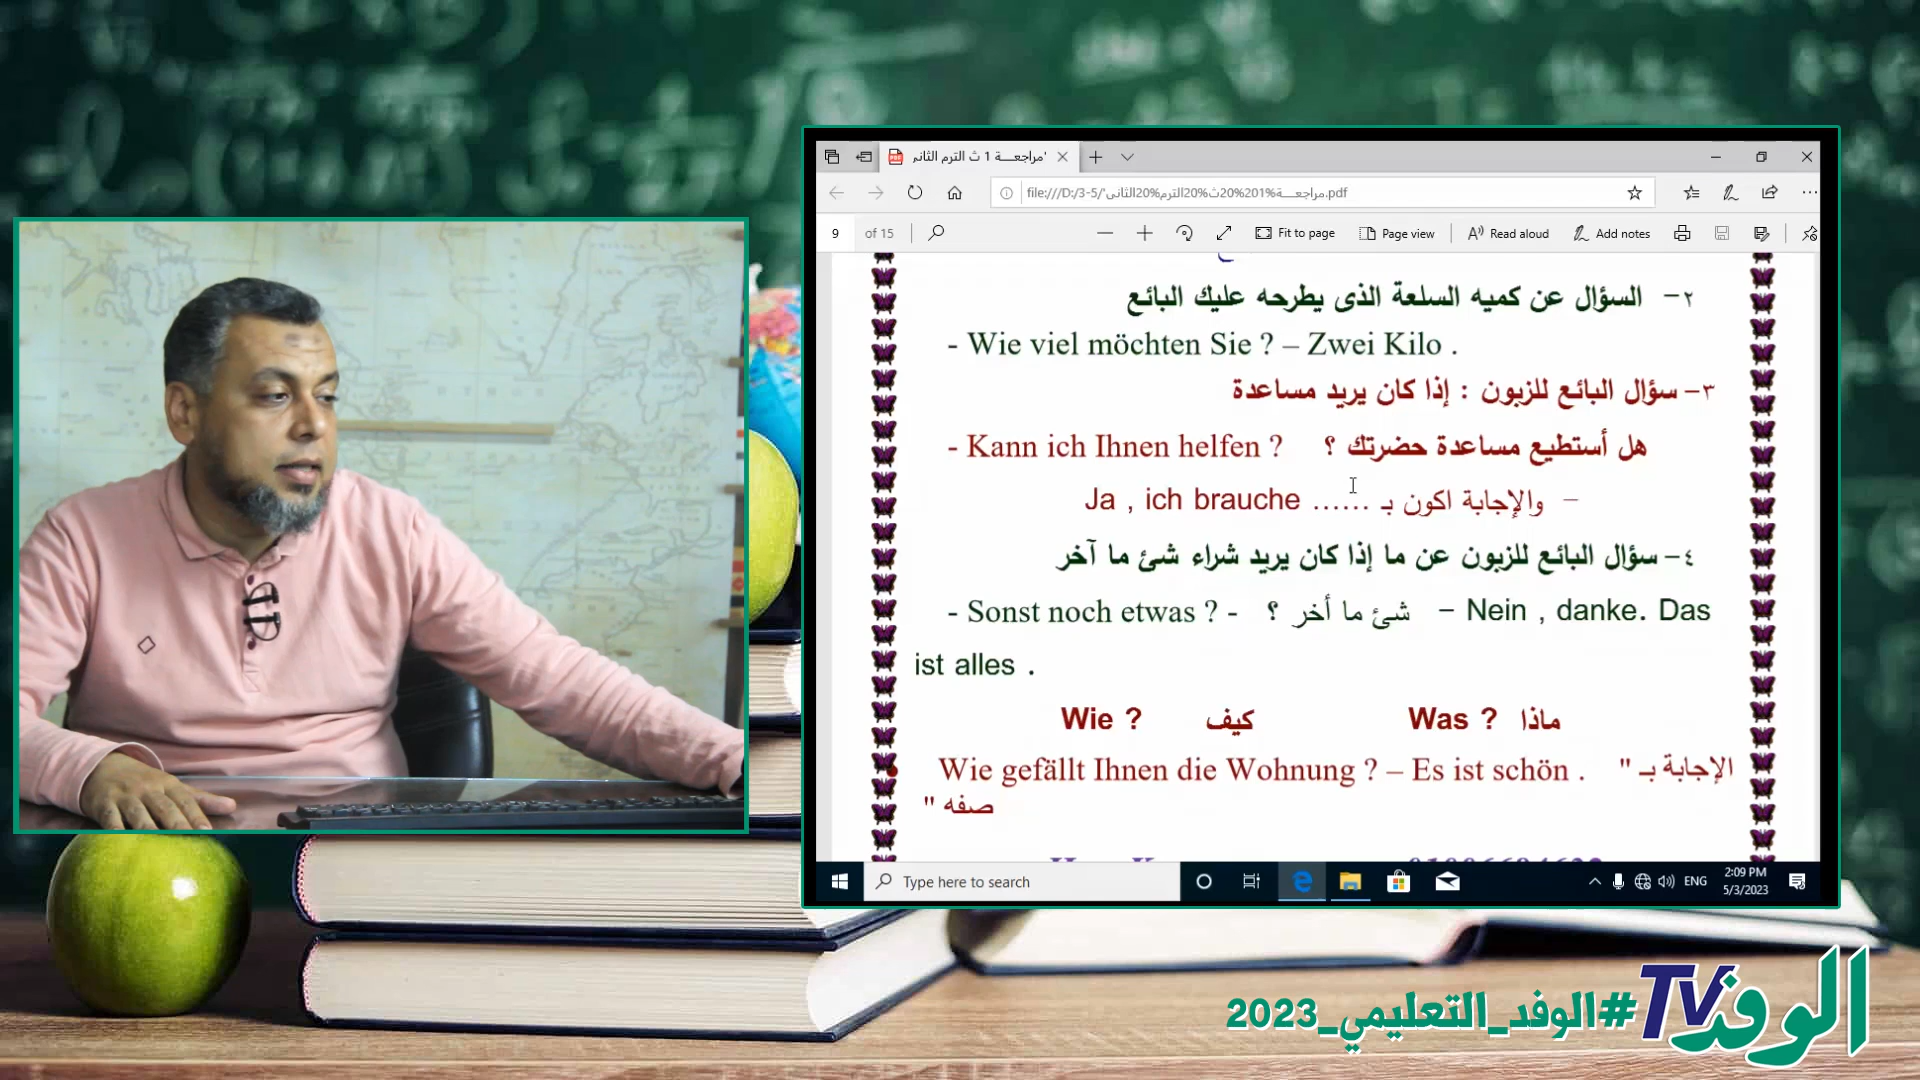 مراجعـــة 1 ث الترم الثانى'
file:///D:/3-5/'مراجعـــة%201%20ث%20الترم%20الثانى.pdf
9 of 15
Fit to page
Page view
Read aloud
Add notes
٢– السؤال عن كميه السلعة الذى يطرحه عليك البائع
- Wie viel möchten Sie ? – Zwei Kilo .
٣– سؤال البائع للزبون : إذا كان يريد مساعدة
- Kann ich Ihnen helfen ? هل أستطيع مساعدة حضرتك ؟
– والإجابة اكون بـ ...... Ja , ich brauche
٤– سؤال البائع للزبون عن ما إذا كان يريد شراء شئ ما آخر
- Sonst noch etwas ? - شئ ما أخر ؟ – Nein , danke. Das
ist alles .
Wie ? كيف Was ? ماذا
Wie gefällt Ihnen die Wohnung ? – Es ist schön . الإجابة بـ "
صفه "
Type here to search
ENG
2:09 PM
5/3/2023
#الوفد_التعليمي_2023
الوفد TV